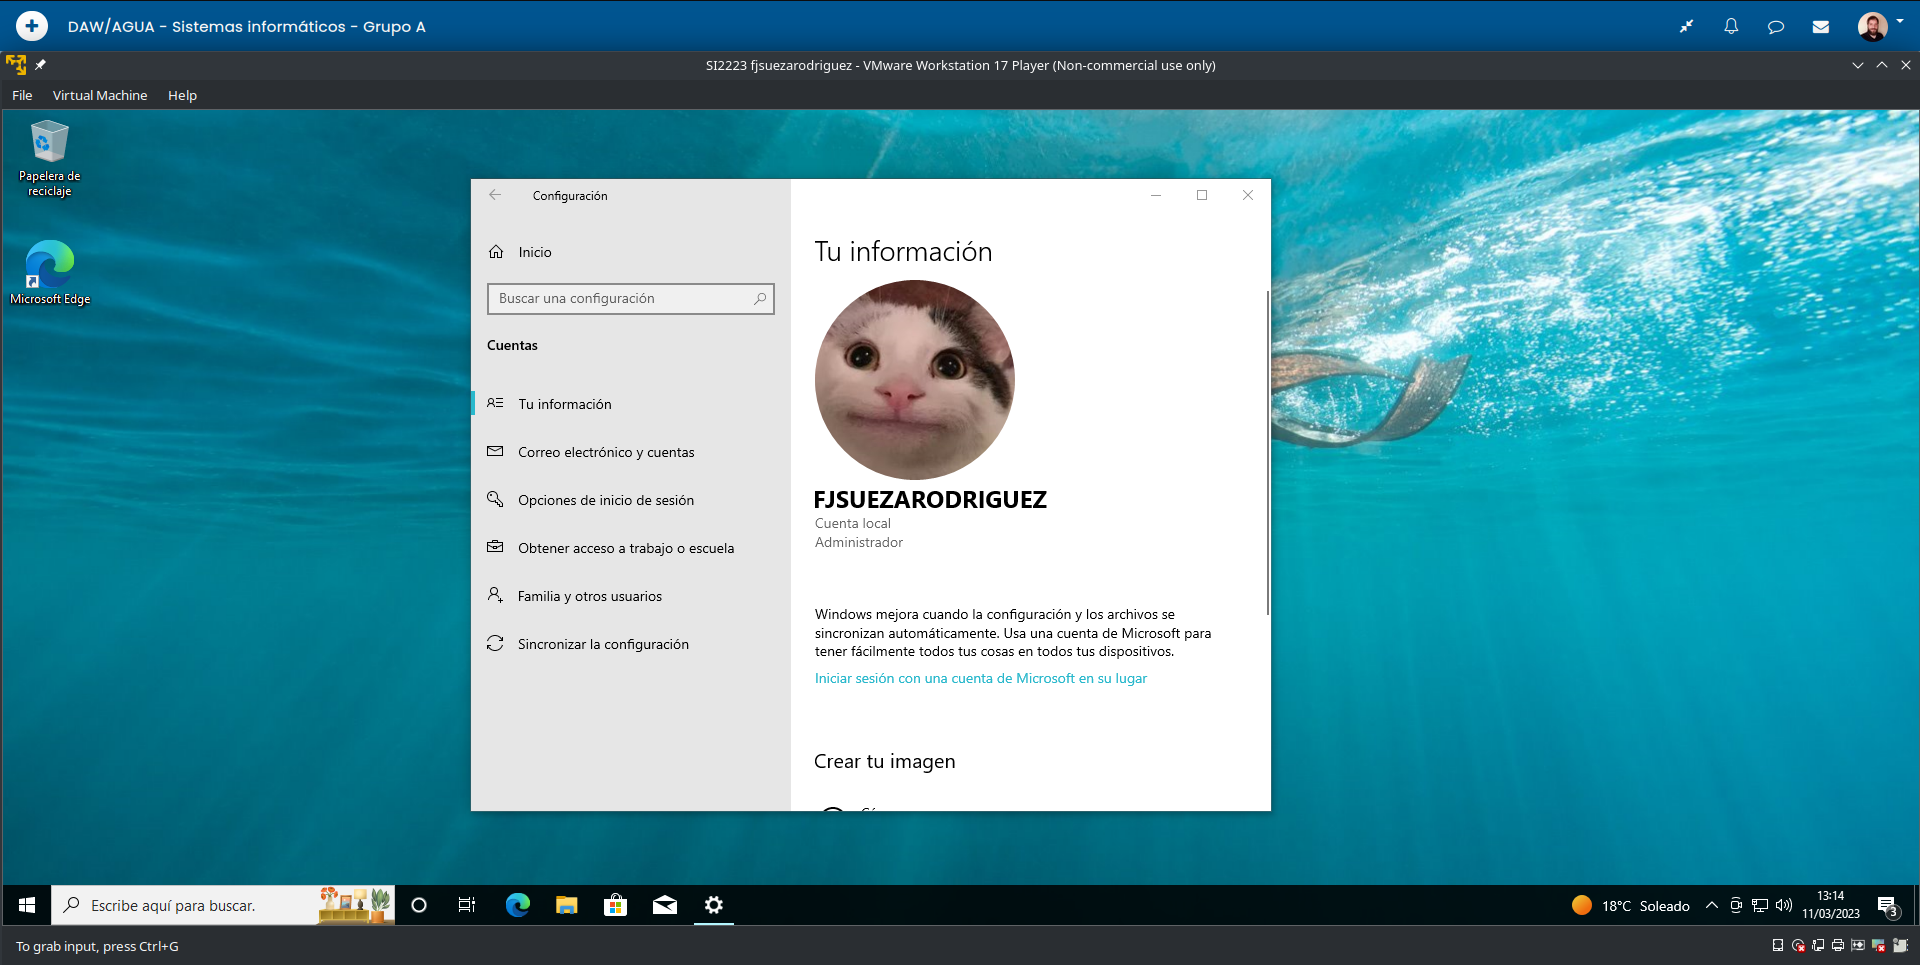 DAW/AGUA - Sistemas informáticos - Grupo A
SI2223 fjsuezarodriguez - VMware Workstation 17 Player (Non-commercial use only)
File Virtual Machine Help
Papelera de
reciclaje
Microsoft Edge
Configuración
Inicio
Buscar una configuración
Cuentas
Tu información
Correo electrónico y cuentas
Opciones de inicio de sesión
Obtener acceso a trabajo o escuela
Familia y otros usuarios
Sincronizar la configuración
Tu información
FJSUEZARODRIGUEZ
Cuenta local
Administrador
Windows mejora cuando la configuración y los archivos se
sincronizan automáticamente. Usa una cuenta de Microsoft para
tener fácilmente todos tus cosas en todos tus dispositivos.
Iniciar sesión con una cuenta de Microsoft en su lugar
Crear tu imagen
Escribe aquí para buscar.
18°C Soleado
13:14
11/03/2023
3
To grab input, press Ctrl+G